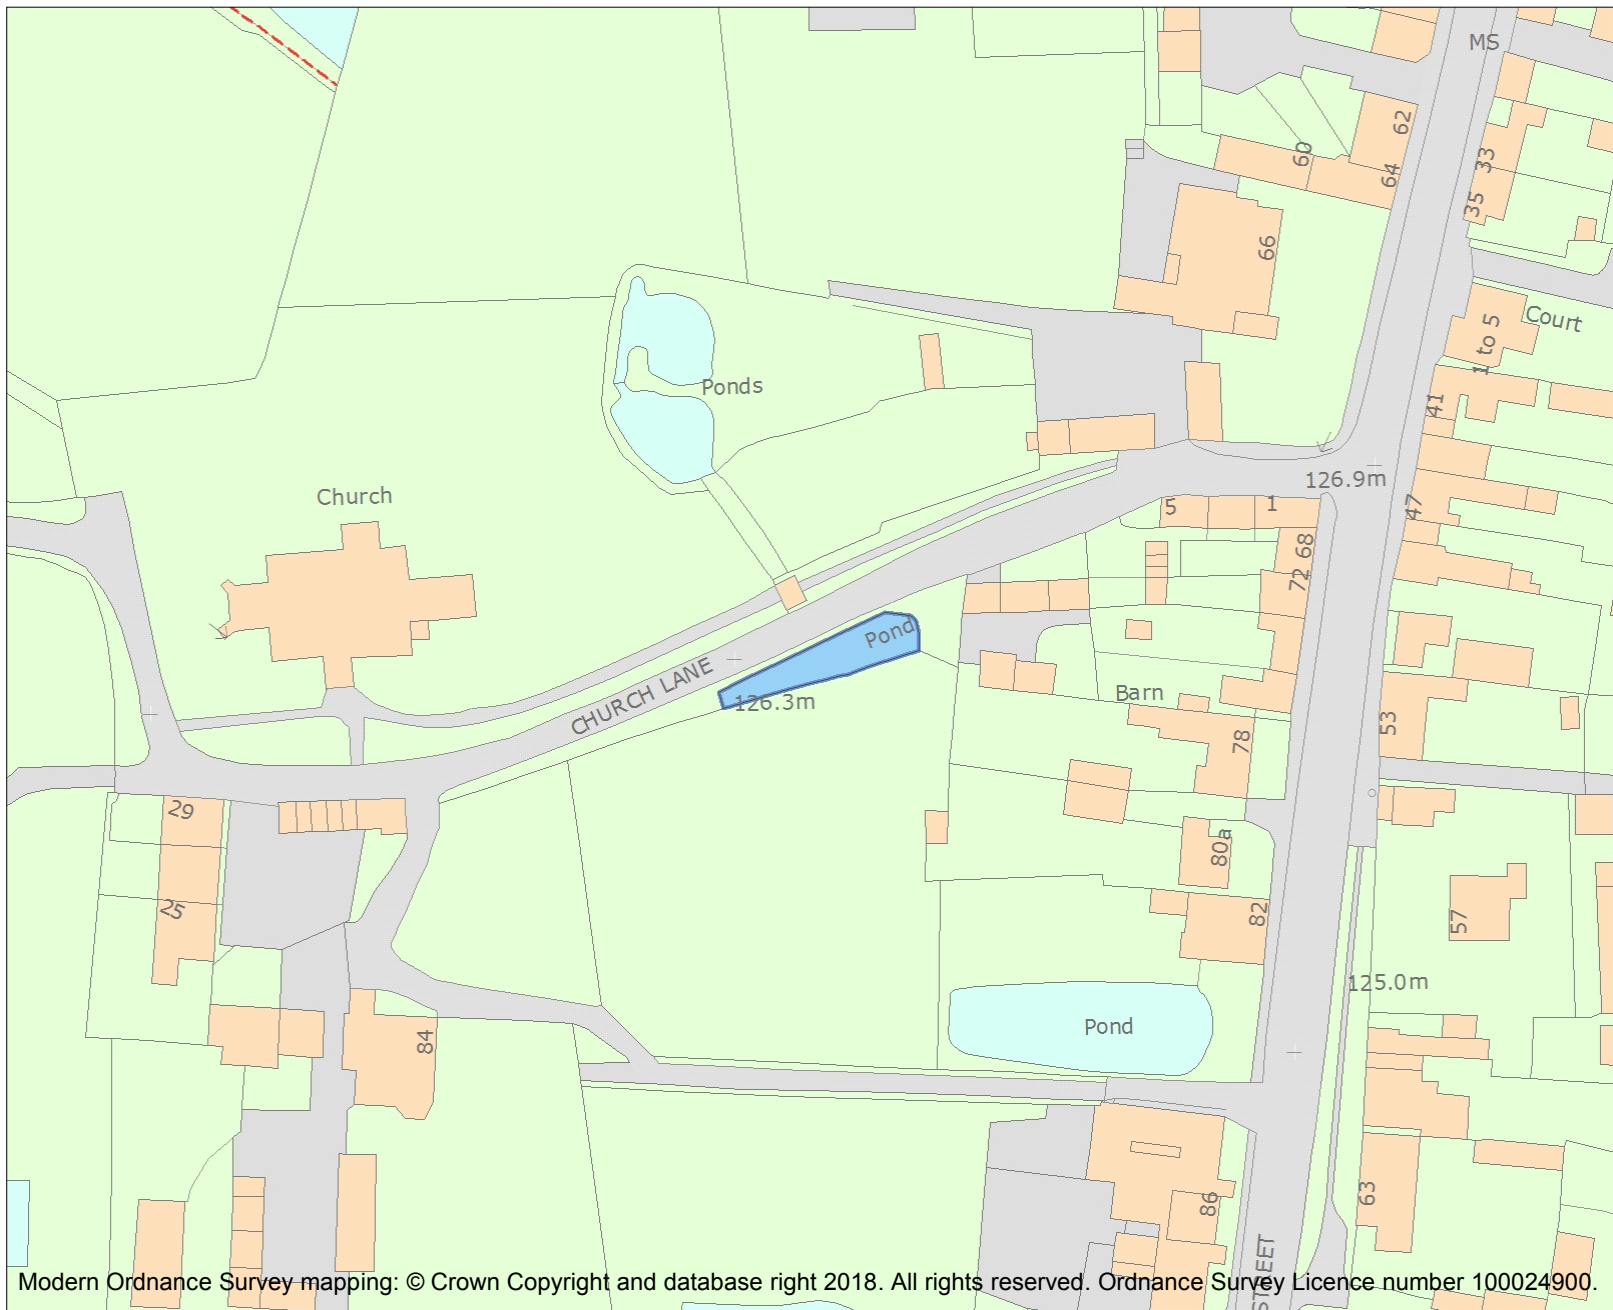 MS
62
60
64
33
35
66
Court
1 to 5
Ponds
41
Church
126.9m
5
1
47
68
72
Pond
CHURCH LANE
126.3m
Barn
53
78
29
80a
25
82
57
125.0m
Pond
84
63
86
STREET
Modern Ordnance Survey mapping: © Crown Copyright and database right 2018. All rights reserved. Ordnance Survey Licence number 100024900.